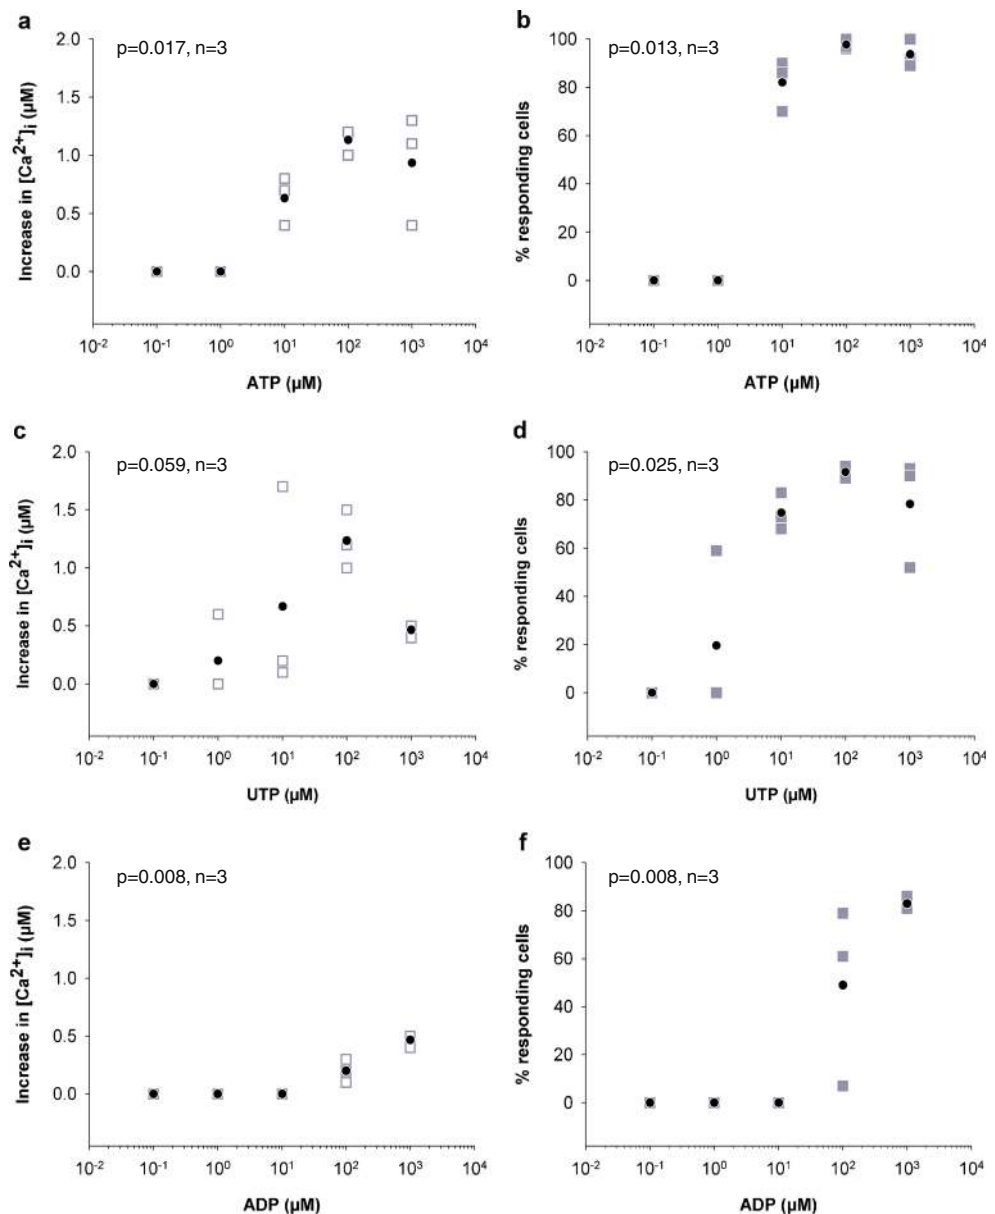 a
p=0.017, n=3
Increase in [Ca²⁺]ᵢ (µM)
2.0
1.5
1.0
0.5
0.0
10⁻² 10⁻¹ 10⁰ 10¹ 10² 10³ 10⁴
ATP (µM)
b
p=0.013, n=3
% responding cells
100
80
60
40
20
0
10⁻² 10⁻¹ 10⁰ 10¹ 10² 10³ 10⁴
ATP (µM)
c
p=0.059, n=3
Increase in [Ca²⁺]ᵢ (µM)
2.0
1.5
1.0
0.5
0.0
10⁻² 10⁻¹ 10⁰ 10¹ 10² 10³ 10⁴
UTP (µM)
d
p=0.025, n=3
% responding cells
100
80
60
40
20
0
10⁻² 10⁻¹ 10⁰ 10¹ 10² 10³ 10⁴
UTP (µM)
e
p=0.008, n=3
Increase in [Ca²⁺]ᵢ (µM)
2.0
1.5
1.0
0.5
0.0
10⁻² 10⁻¹ 10⁰ 10¹ 10² 10³ 10⁴
ADP (µM)
f
p=0.008, n=3
% responding cells
100
80
60
40
20
0
10⁻² 10⁻¹ 10⁰ 10¹ 10² 10³ 10⁴
ADP (µM)